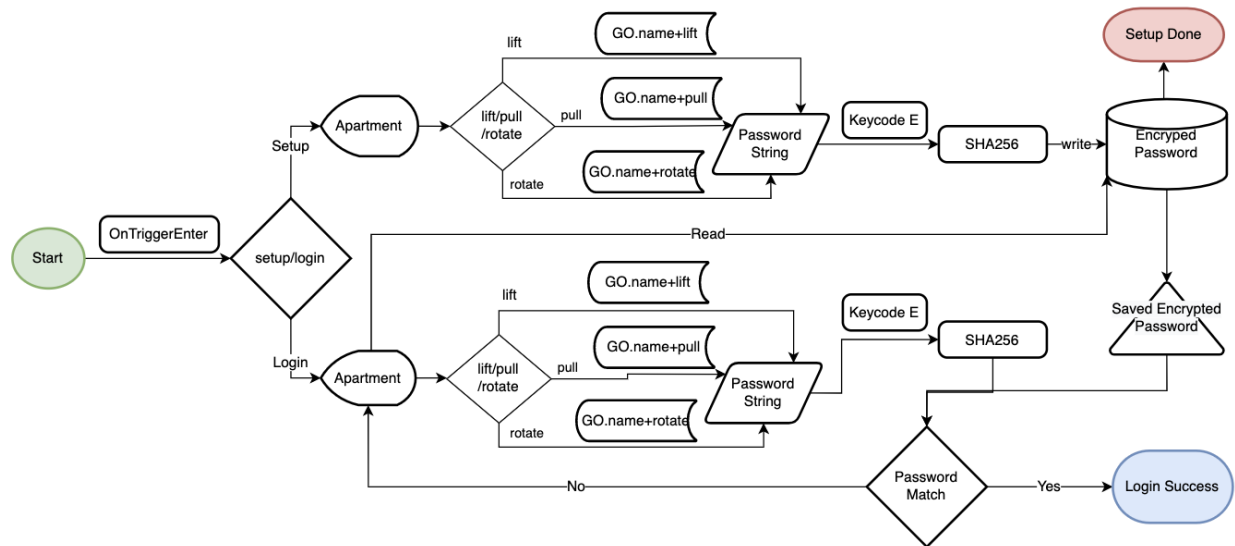 lift
GO.name+lift
Setup Done
Apartment
lift/pull
/rotate
pull
GO.name+pull
Password
String
Keycode E
SHA256
write
Encryped
Password
Setup
rotate
GO.name+rotate
OnTriggerEnter
Start
setup/login
Read
lift
GO.name+lift
Keycode E
Saved Encrypted
Password
Login
Apartment
lift/pull
/rotate
pull
GO.name+pull
Password
String
SHA256
rotate
GO.name+rotate
No
Password
Match
Yes
Login Success